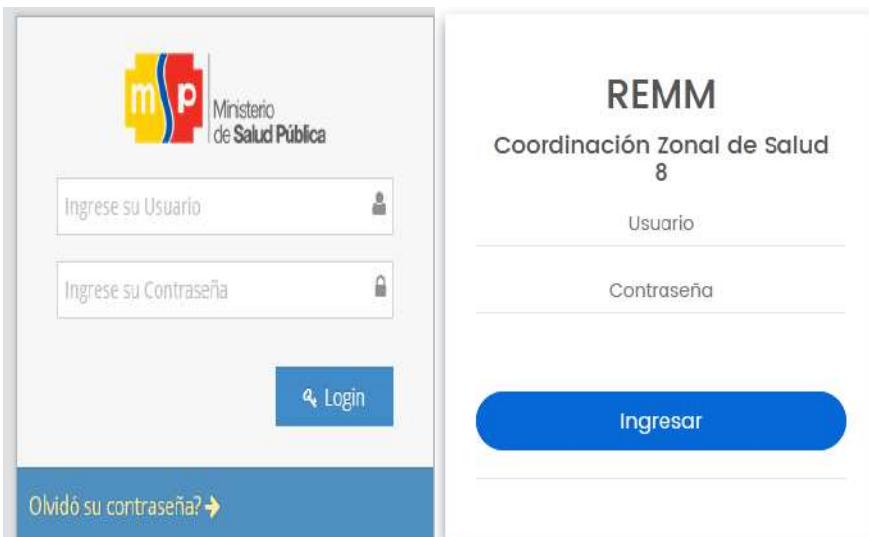 msp
Ministerio
de Salud Pública
Ingrese su Usuario
Ingrese su Contraseña
Login
Olvidó su contraseña?
REMM
Coordinación Zonal de Salud
8
Usuario
Contraseña
Ingresar